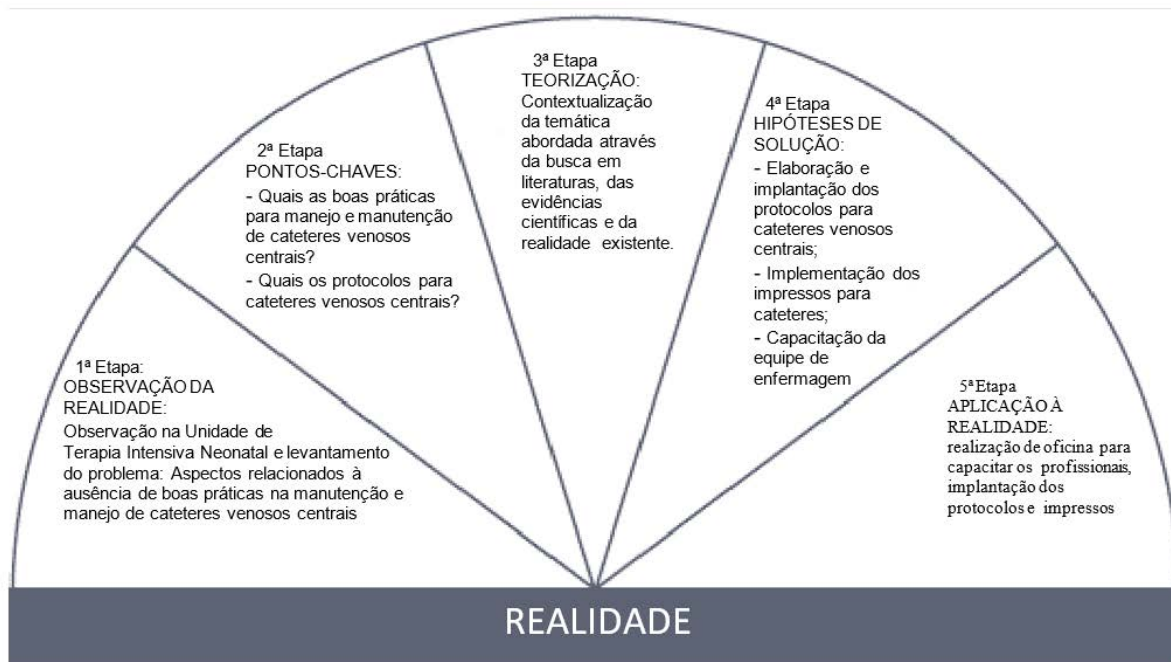 1ª Etapa:
OBSERVAÇÃO DA
REALIDADE:
Observação na Unidade de
Terapia Intensiva Neonatal e levantamento
do problema: Aspectos relacionados à
ausência de boas práticas na manutenção e
manejo de cateteres venosos centrais
2ª Etapa
PONTOS-CHAVES:
- Quais as boas práticas
para manejo e manutenção
de cateteres venosos
centrais?
- Quais os protocolos para
cateteres venosos centrais?
3ª Etapa
TEORIZAÇÃO:
Contextualização
da temática
abordada através
da busca em
literaturas, das
evidências
científicas e da
realidade existente.
4ª Etapa
HIPÓTESES DE
SOLUÇÃO:
- Elaboração e
implantação dos
protocolos para
cateteres venosos
centrais;
- Implementação dos
impressos para
cateteres;
- Capacitação da
equipe de
enfermagem
5ª Etapa
APLICAÇÃO À
REALIDADE:
realização de oficina para
capacitar os profissionais,
implantação dos
protocolos e impressos
REALIDADE